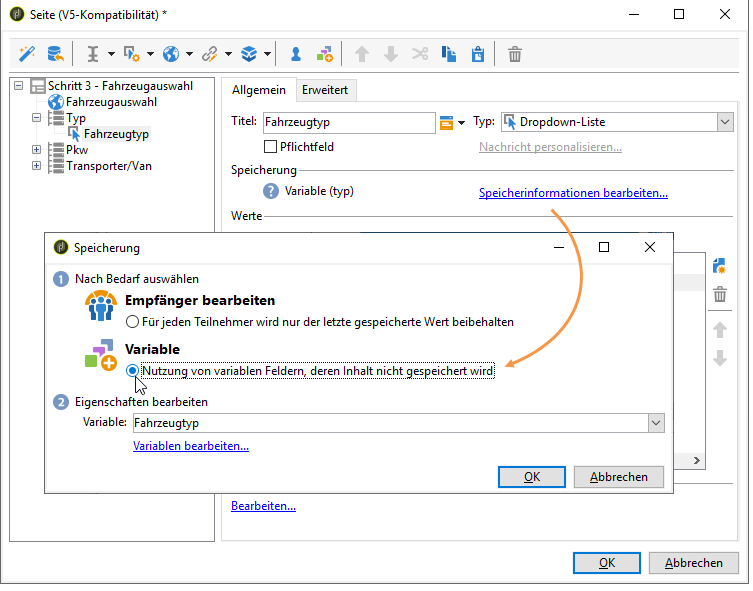 Seite (V5-Kompatibilität) *
Schritt 3 - Fahrzeugauswahl
Fahrzeugauswahl
Typ
Fahrzeugtyp
Pkw
Transporter/Van
Allgemein
Erweitert
Titel: Fahrzeugtyp
Typ: Dropdown-Liste
Pflichtfeld
Nachricht personalisieren...
Speicherung
? Variable (typ)
Speicherinformationen bearbeiten...
Werte
Speicherung
1 Nach Bedarf auswählen
Empfänger bearbeiten
Für jeden Teilnehmer wird nur der letzte gespeicherte Wert beibehalten
Variable
Nutzung von variablen Feldern, deren Inhalt nicht gespeichert wird
2 Eigenschaften bearbeiten
Variable: Fahrzeugtyp
Variablen bearbeiten...
OK
Abbrechen
Bearbeiten...
OK
Abbrechen